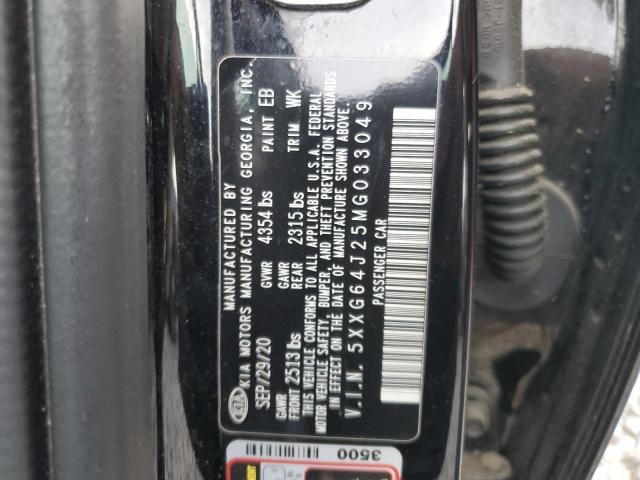 MANUFACTURED BY
KIA KIA MOTORS MANUFACTURING GEORGIA, INC.
SEP/29/20 GVWR 4354 lbs PAINT EB
GAWR FRONT 2513 lbs GAWR REAR 2315 lbs TRIM WK
THIS VEHICLE CONFORMS TO ALL APPLICABLE U.S.A. FEDERAL
MOTOR VEHICLE SAFETY, BUMPER, AND THEFT PREVENTION STANDARDS
IN EFFECT ON THE DATE OF MANUFACTURE SHOWN ABOVE.
V.I.N. 5XXG64J25MG033049
PASSENGER CAR
3500